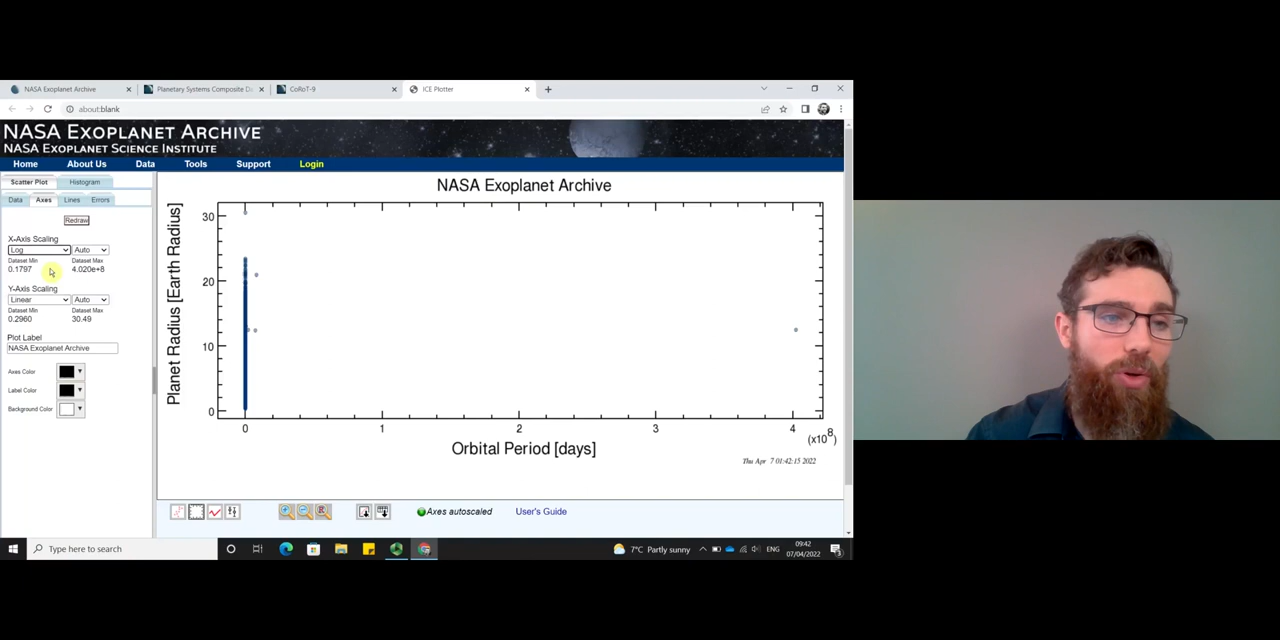 NASA Exoplanet Archive
Planetary Systems Composite Da
CoRoT-9
ICE Plotter
about:blank
NASA EXOPLANET ARCHIVE
NASA EXOPLANET SCIENCE INSTITUTE
Home About Us Data Tools Support Login
Scatter Plot Histogram
Data Axes Lines Errors
Redraw
X-Axis Scaling
Log Auto
Dataset Min Dataset Max
0.1797 4.020e+8
Y-Axis Scaling
Linear Auto
Dataset Min Dataset Max
0.2960 30.49
Plot Label
NASA Exoplanet Archive
Axes Color
Label Color
Background Color
NASA Exoplanet Archive
Planet Radius [Earth Radius]
30
20
10
0
0 1 2 3 4
(x10^8)
Orbital Period [days]
Thu Apr 7 01:42:15 2022
Axes autoscaled User's Guide
Type here to search
7°C Partly sunny
ENG
09:42
07/04/2022